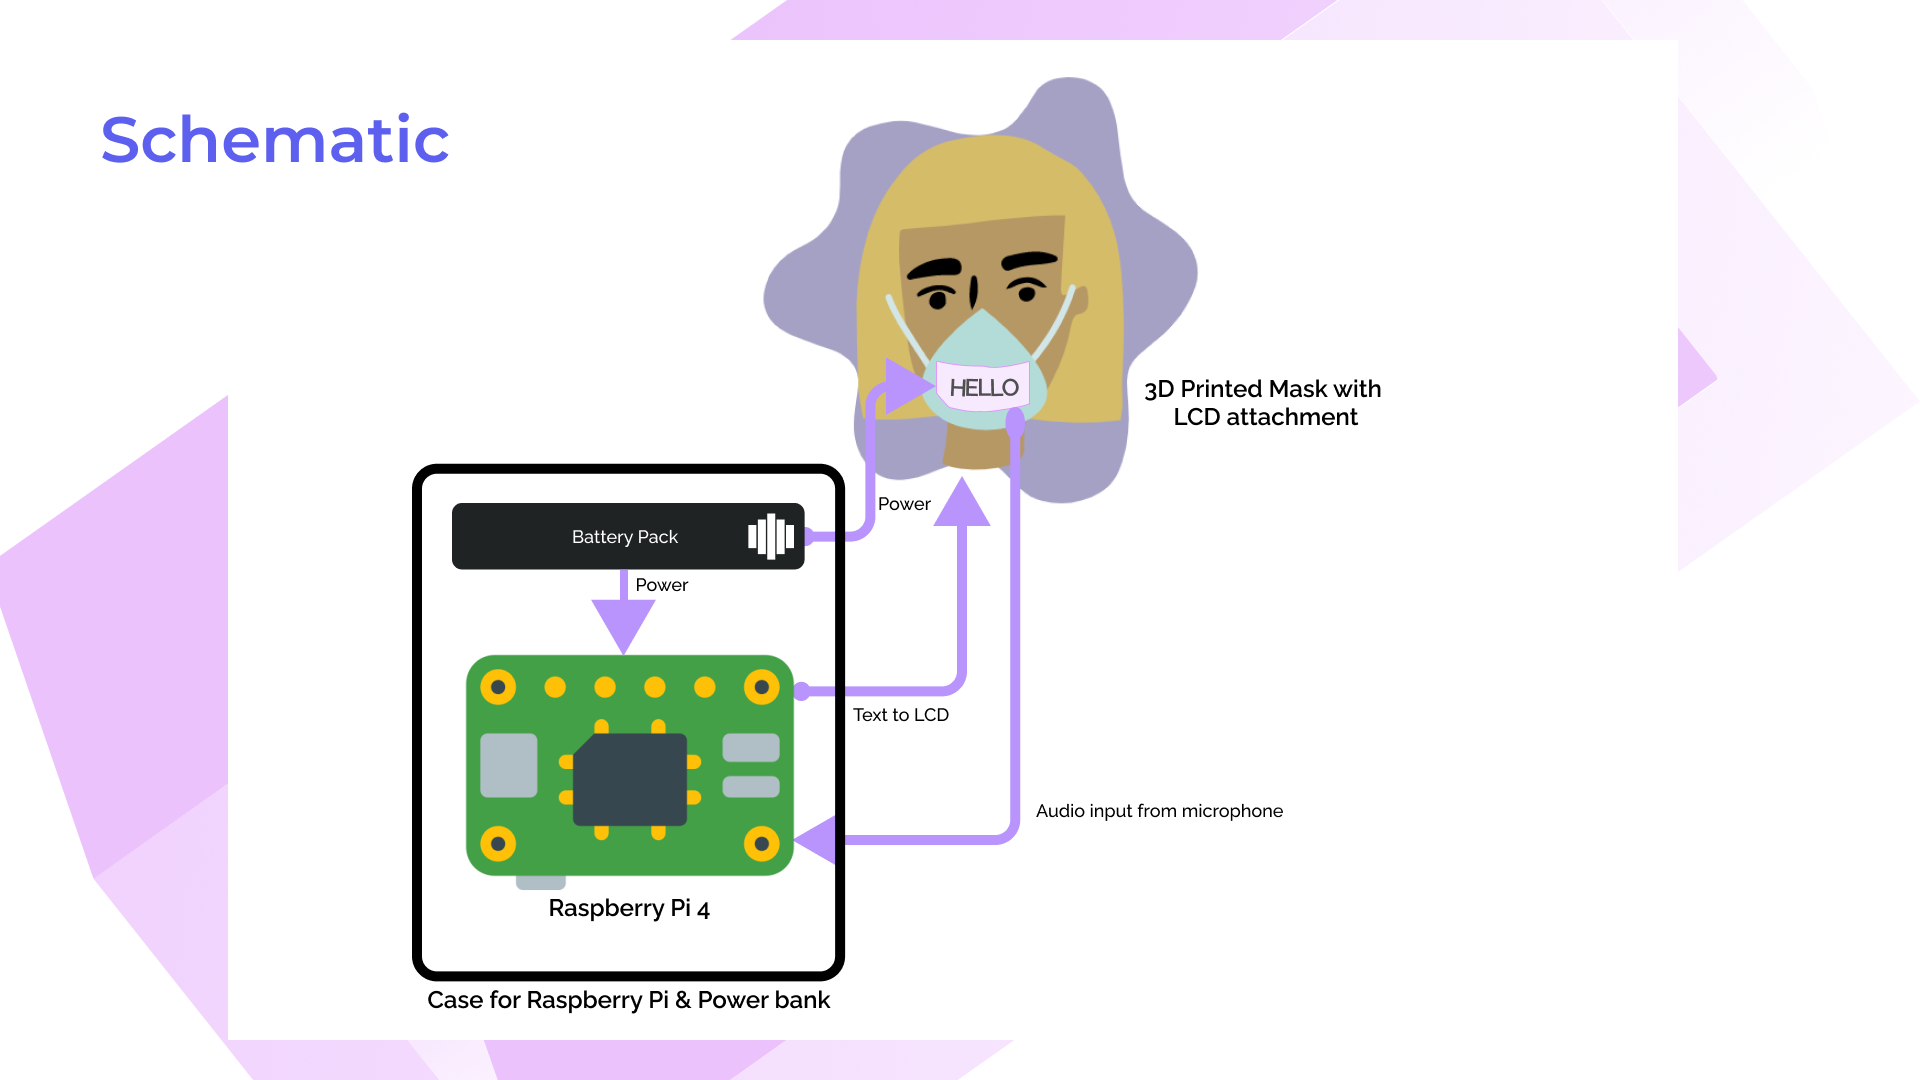 Schematic
HELLO
3D Printed Mask with
LCD attachment
Power
Battery Pack
Power
Text to LCD
Audio input from microphone
Raspberry Pi 4
Case for Raspberry Pi & Power bank